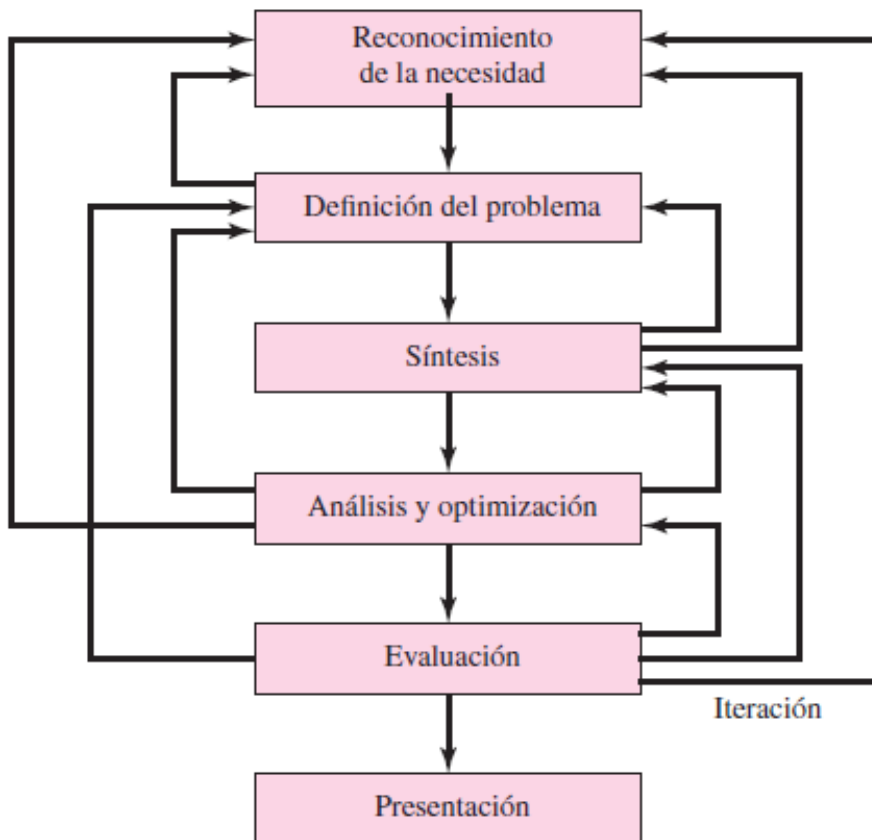 Reconocimiento
de la necesidad
Definición del problema
Síntesis
Análisis y optimización
Evaluación
Iteración
Presentación